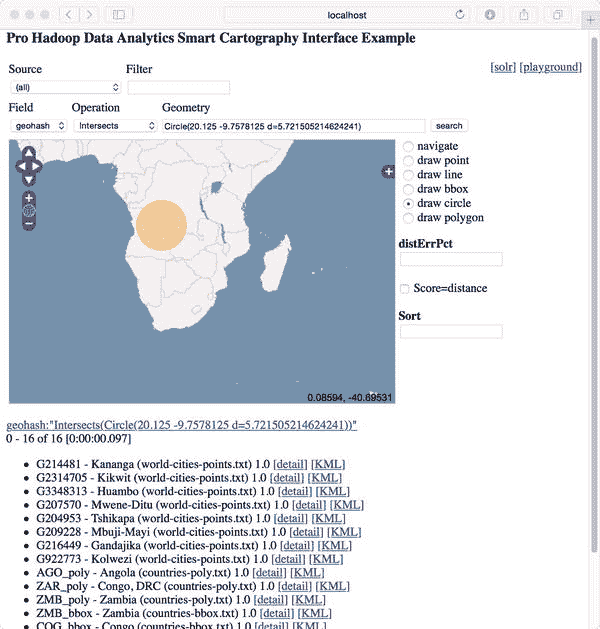 localhost
Pro Hadoop Data Analytics Smart Cartography Interface Example
Source Filter [solr] [playground]
(all)
Field Operation Geometry
geohash Intersects Circle(20.125 -9.7578125 d=5.721505214624241) search
navigate
draw point
draw line
draw bbox
draw circle
draw polygon
distErrPct
Score=distance
Sort
0.08594, -40.69531
geohash:"Intersects(Circle(20.125 -9.7578125 d=5.721505214624241))"
0 - 16 of 16 [0:00:00.097]
G214481 - Kananga (world-cities-points.txt) 1.0 [detail] [KML]
G2314705 - Kikwit (world-cities-points.txt) 1.0 [detail] [KML]
G3348313 - Huambo (world-cities-points.txt) 1.0 [detail] [KML]
G207570 - Mwene-Ditu (world-cities-points.txt) 1.0 [detail] [KML]
G204953 - Tshikapa (world-cities-points.txt) 1.0 [detail] [KML]
G209228 - Mbuji-Mayi (world-cities-points.txt) 1.0 [detail] [KML]
G216449 - Gandajika (world-cities-points.txt) 1.0 [detail] [KML]
G922773 - Kolwezi (world-cities-points.txt) 1.0 [detail] [KML]
AGO_poly - Angola (countries-poly.txt) 1.0 [detail] [KML]
ZAR_poly - Congo, DRC (countries-poly.txt) 1.0 [detail] [KML]
ZMB_poly - Zambia (countries-poly.txt) 1.0 [detail] [KML]
ZMB_bbox - Zambia (countries-bbox.txt) 1.0 [detail] [KML]
COG_bbox - Congo (countries-bbox.txt) 1.0 [detail] [KML]